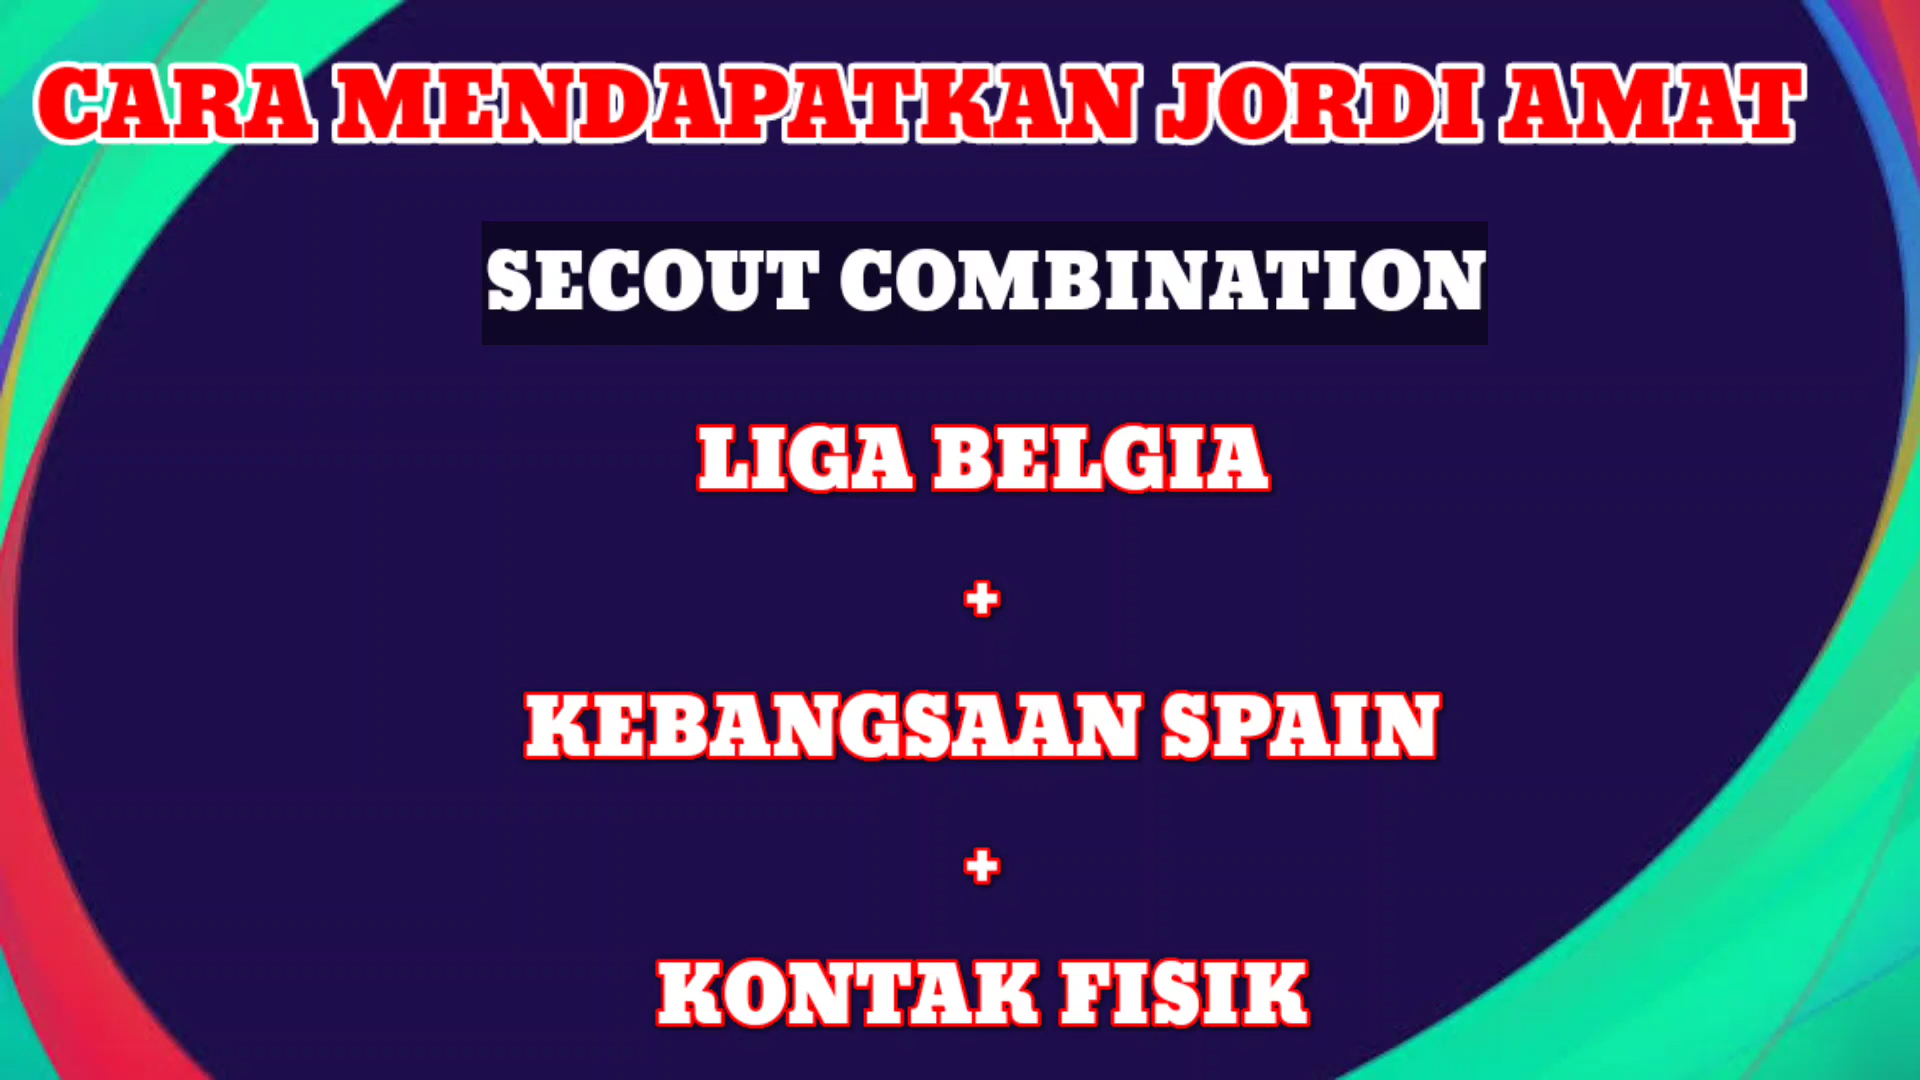 CARA MENDAPATKAN JORDI AMAT
SECOUT COMBINATION
LIGA BELGIA
+
KEBANGSAAN SPAIN
+
KONTAK FISIK